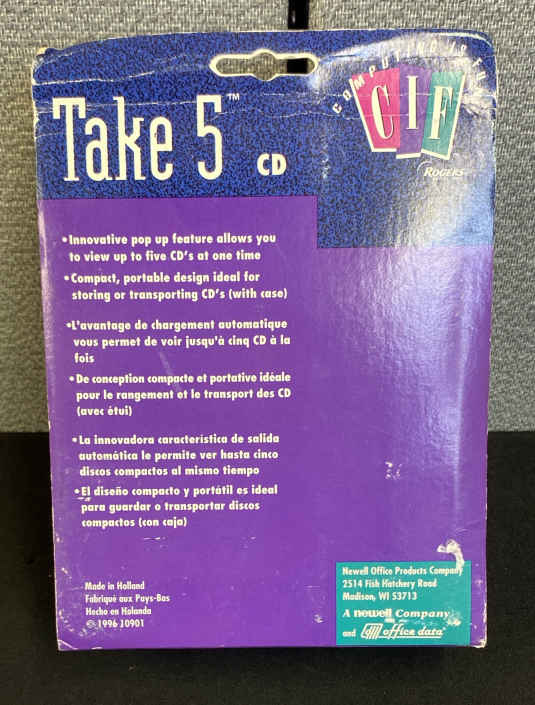 Take 5™ CD
COMPUTING IS FUN
CIF
ROGERS
•Innovative pop up feature allows you
to view up to five CD's at one time
•Compact, portable design ideal for
storing or transporting CD's (with case)
•L'avantage de chargement automatique
vous permet de voir jusqu'à cinq CD à la
fois
•De conception compacte et portative idéale
pour le rangement et le transport des CD
(avec étui)
•La innovadora característica de salida
automática le permite ver hasta cinco
discos compactos al mismo tiempo
•El diseño compacto y portátil es ideal
para guardar o transportar discos
compactos (con caja)
Made in Holland
Fabriqué aux Pays-Bas
Hecho en Holanda
© 1996 10901
Newell Office Products Company
2514 Fish Hatchery Road
Madison, WI 53713
A newell Company
and office data